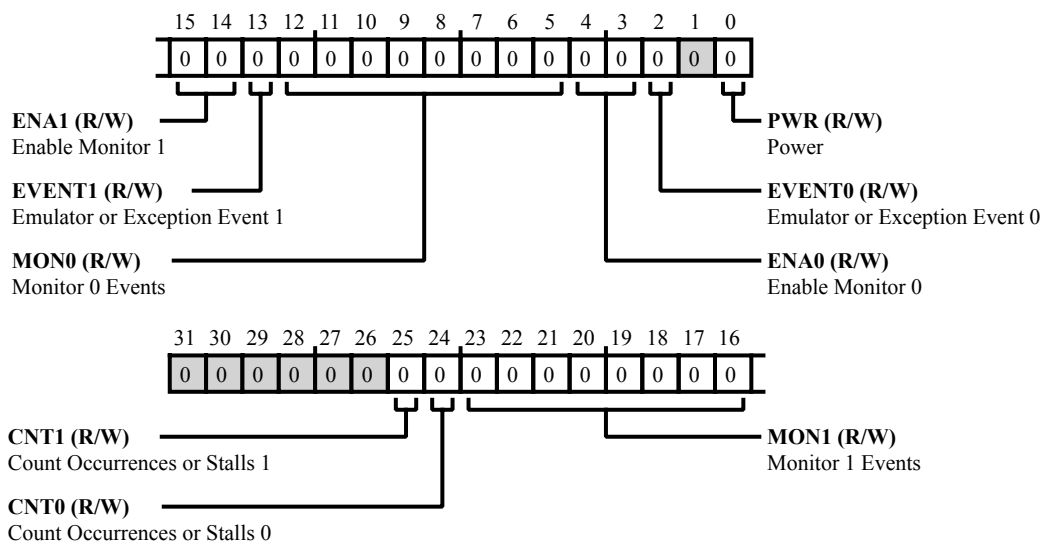 15 14 13 12 11 10 9 8 7 6 5 4 3 2 1 0
0 0 0 0 0 0 0 0 0 0 0 0 0 0 0 0
ENA1 (R/W)
Enable Monitor 1
PWR (R/W)
Power
EVENT1 (R/W)
Emulator or Exception Event 1
EVENT0 (R/W)
Emulator or Exception Event 0
MON0 (R/W)
Monitor 0 Events
ENA0 (R/W)
Enable Monitor 0
31 30 29 28 27 26 25 24 23 22 21 20 19 18 17 16
0 0 0 0 0 0 0 0 0 0 0 0 0 0 0 0
CNT1 (R/W)
Count Occurrences or Stalls 1
MON1 (R/W)
Monitor 1 Events
CNT0 (R/W)
Count Occurrences or Stalls 0